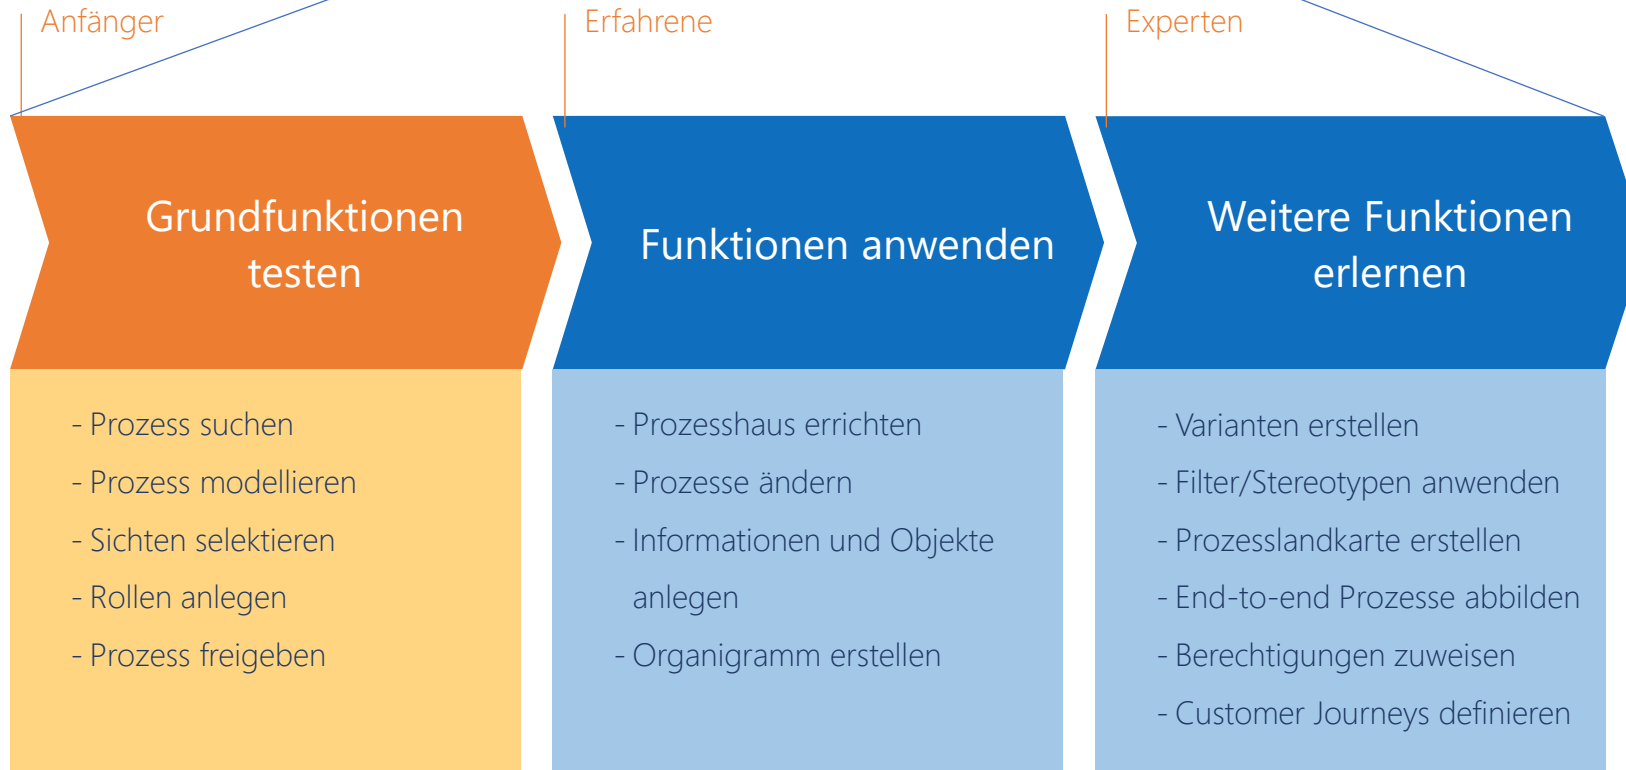 Anfänger
Erfahrene
Experten
Grundfunktionen
testen
Funktionen anwenden
Weitere Funktionen
erlernen
- Prozess suchen
- Prozess modellieren
- Sichten selektieren
- Rollen anlegen
- Prozess freigeben
- Prozesshaus errichten
- Prozesse ändern
- Informationen und Objekte
anlegen
- Organigramm erstellen
- Varianten erstellen
- Filter/Stereotypen anwenden
- Prozesslandkarte erstellen
- End-to-end Prozesse abbilden
- Berechtigungen zuweisen
- Customer Journeys definieren